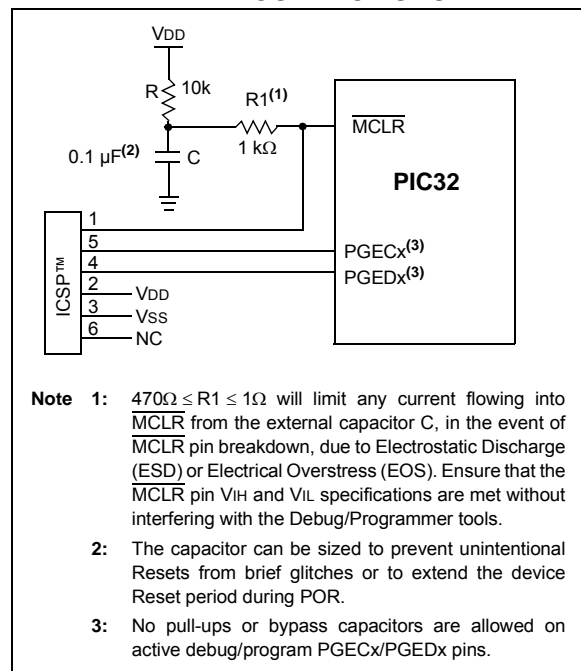 VDD
R 10k
R1(1)
MCLR
0.1 µF(2) C
1 kΩ
PIC32
1
5
PGECx(3)
4
PGEDx(3)
2
VDD
3
VSS
6
NC
ICSP™
Note 1: 470Ω ≤ R1 ≤ 1Ω will limit any current flowing into
MCLR from the external capacitor C, in the event of
MCLR pin breakdown, due to Electrostatic Discharge
(ESD) or Electrical Overstress (EOS). Ensure that the
MCLR pin VIH and VIL specifications are met without
interfering with the Debug/Programmer tools.
2: The capacitor can be sized to prevent unintentional
Resets from brief glitches or to extend the device
Reset period during POR.
3: No pull-ups or bypass capacitors are allowed on
active debug/program PGECx/PGEDx pins.